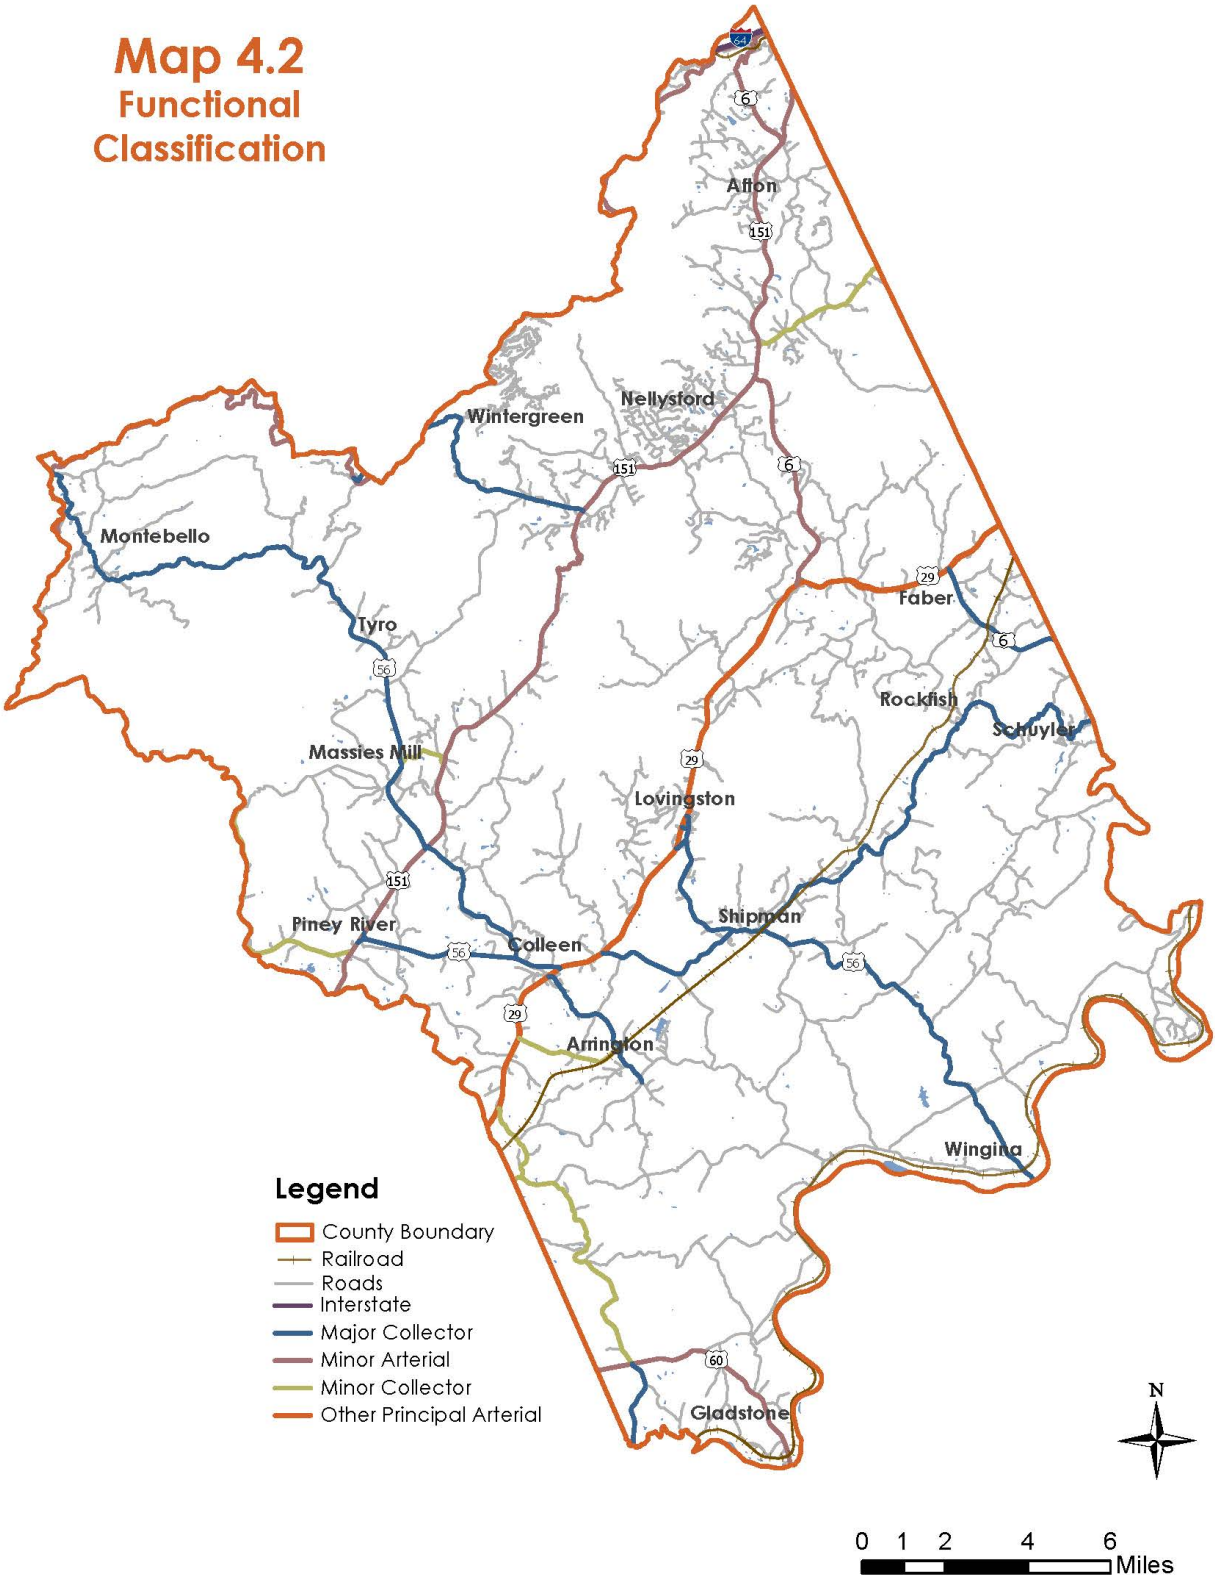 Map 4.2
Functional
Classification
64
6
Afton
151
Nellysford
Wintergreen
151
6
Montebello
29
Faber
Tyro
6
56
Rockfish
Schuyler
Massies Mill
29
Lovingston
151
Shipman
Piney River
Colleen
56
56
29
Arrington
Wingina
Legend
County Boundary
Railroad
Roads
Interstate
Major Collector
Minor Arterial
Minor Collector
Other Principal Arterial
60
Gladstone
N
0 1 2 4 6
Miles